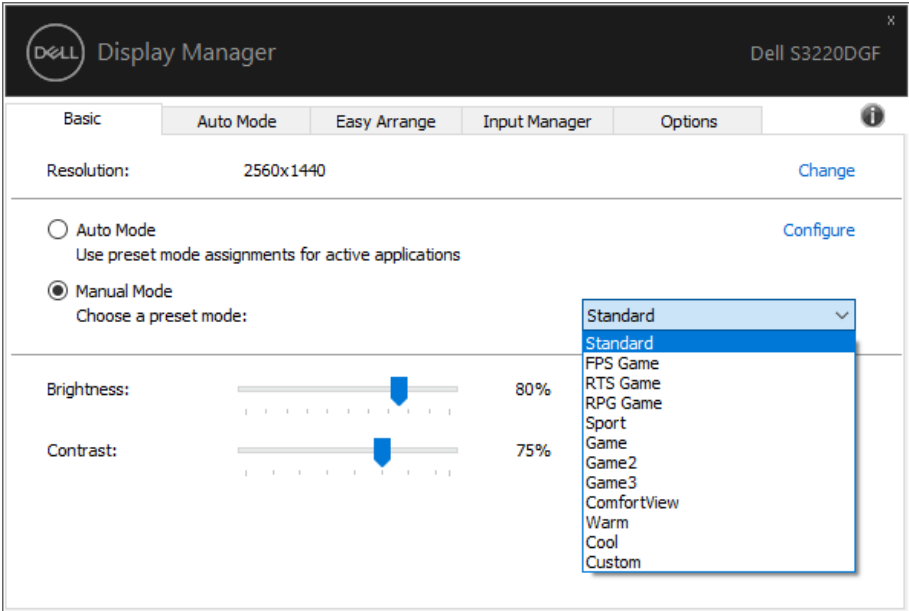 x
DELL Display Manager Dell S3220DGF
Basic Auto Mode Easy Arrange Input Manager Options
Resolution: 2560x1440 Change
Auto Mode Configure
Use preset mode assignments for active applications
Manual Mode
Choose a preset mode: Standard
Standard
FPS Game
RTS Game
RPG Game
Sport
Game
Game2
Game3
ComfortView
Warm
Cool
Custom
Brightness: 80%
Contrast: 75%